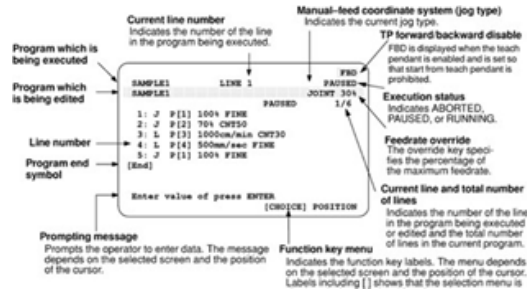 Current line number
Indicates the number of the line
in the program being executed.
Manual–feed coordinate system (jog type)
Indicates the current jog type.
TP forward/backward disable
FBD is displayed when the teach
pendant is enabled and is set so
that start from teach pendant is
prohibited.
Program which is
being executed
Program which
is being edited
FBD
SAMPLE1 LINE 1 PAUSED
SAMPLE1 JOINT 30%
PAUSED 1/6
1: J P[1] 100% FINE
2: J P[2] 70% CNT50
3: L P[3] 1000cm/min CNT30
4: L P[4] 500mm/sec FINE
5: J P[1] 100% FINE
[End]
Enter value of press ENTER
[CHOICE] POSITION
Line number
Program end
symbol
Execution status
Indicates ABORTED,
PAUSED, or RUNNING.
Feedrate override
The override key speci-
fies the percentage of
the maximum feedrate.
Current line and total number
of lines
Indicates the number of the line
in the program being executed
or edited and the total number
of lines in the current program.
Prompting message
Prompts the operator to enter data. The message
depends on the selected screen and the position
of the cursor.
Function key menu
Indicates the function key labels. The menu depends
on the selected screen and the position of the cursor.
Labels including [ ] shows that the selection menu is